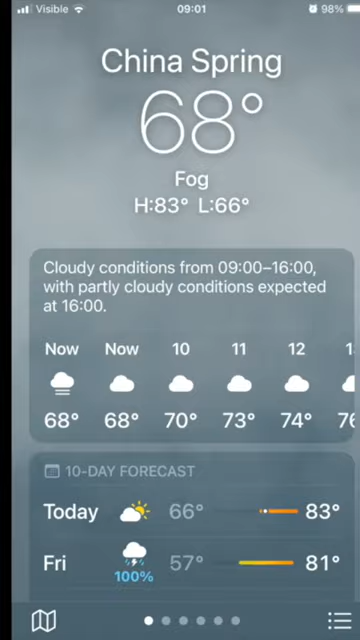 Visible 09:01 98%
China Spring
68°
Fog
H:83° L:66°
Cloudy conditions from 09:00–16:00,
with partly cloudy conditions expected
at 16:00.
Now Now 10 11 12
68° 68° 70° 73° 74° 76
10-DAY FORECAST
Today 66° 83°
Fri 57° 81°
100%